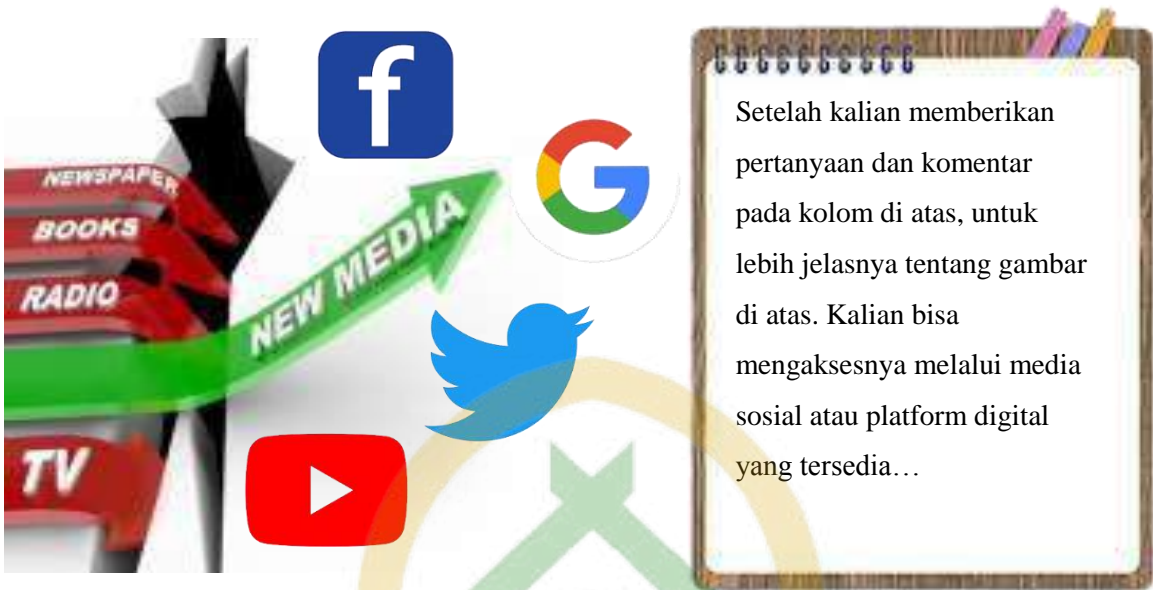 NEWSPAPER
BOOKS
RADIO
NEW MEDIA
TV
f
G
Setelah kalian memberikan
pertanyaan dan komentar
pada kolom di atas, untuk
lebih jelasnya tentang gambar
di atas. Kalian bisa
mengaksesnya melalui media
sosial atau platform digital
yang tersedia…